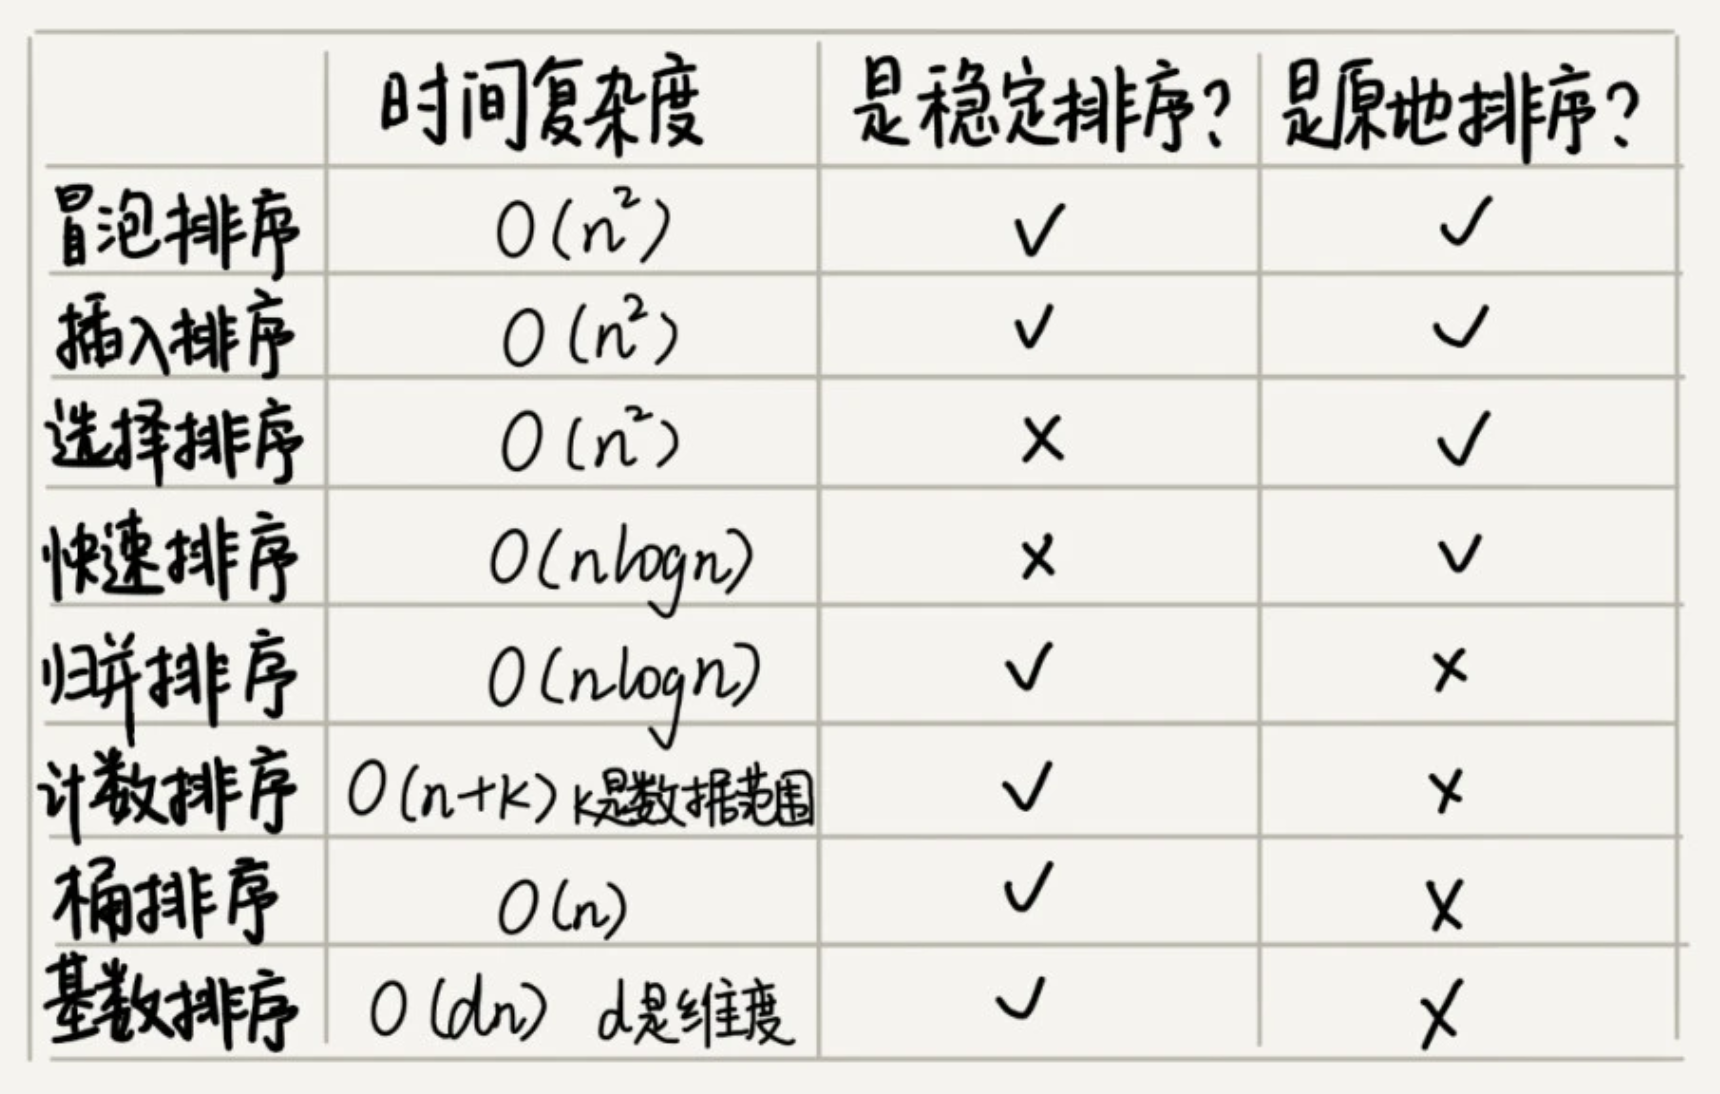 时间复杂度 是稳定排序? 是原地排序?
冒泡排序 O(n²) ✓ ✓
插入排序 O(n²) ✓ ✓
选择排序 O(n²) × ✓
快速排序 O(nlogn) × ✓
归并排序 O(nlogn) ✓ ×
计数排序 O(n+k) k是数据范围 ✓ ×
桶排序 O(n) ✓ ×
基数排序 O(dn) d是维度 ✓ ×